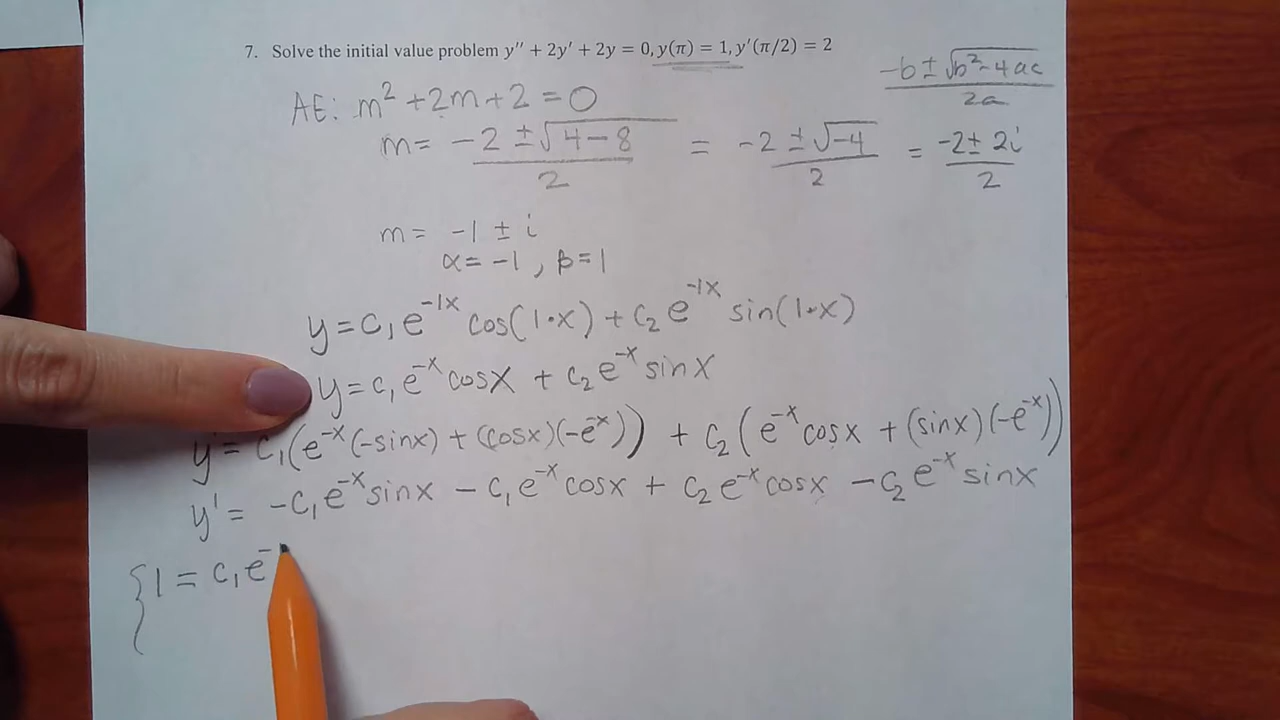 7. Solve the initial value problem y″ + 2y′ + 2y = 0, y(π) = 1, y′(π/2) = 2
(-b ± √(b² - 4ac))/2a
AE: m² + 2m + 2 = 0
m = (-2 ± √(4 - 8))/2 = (-2 ± √-4)/2 = (-2 ± 2i)/2
m = -1 ± i
α = -1, β = 1
y = c₁e^(-1x) cos(1·x) + c₂e^(-1x) sin(1·x)
y = c₁e^(-x) cosx + c₂e^(-x) sinx
y' = c₁(e^(-x)(-sinx) + (cosx)(-e^(-x))) + c₂(e^(-x)cosx + (sinx)(-e^(-x)))
y' = -c₁e^(-x)sinx - c₁e^(-x)cosx + c₂e^(-x)cosx - c₂e^(-x)sinx
{ 1 = c₁e^-